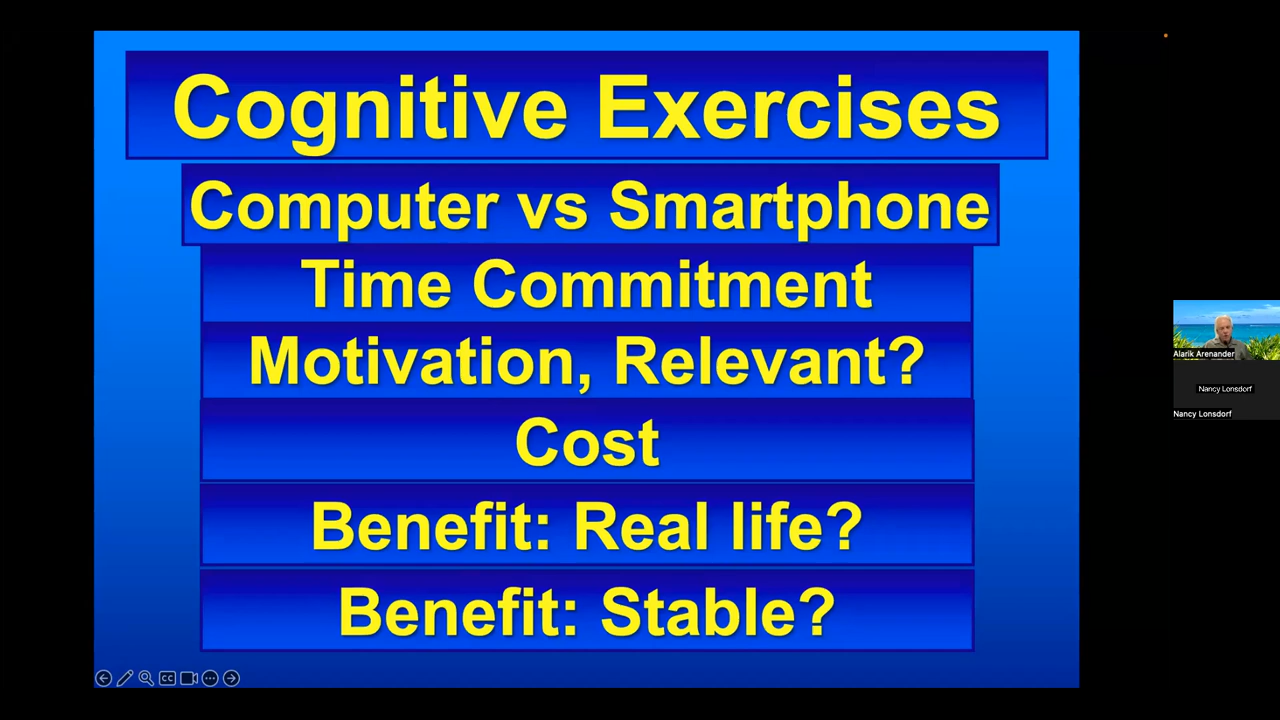 Cognitive Exercises
Computer vs Smartphone
Time Commitment
Motivation, Relevant?
Cost
Benefit: Real life?
Benefit: Stable?
CC
Alarik Arenander
Nancy Lonsdorf
Nancy Lonsdorf